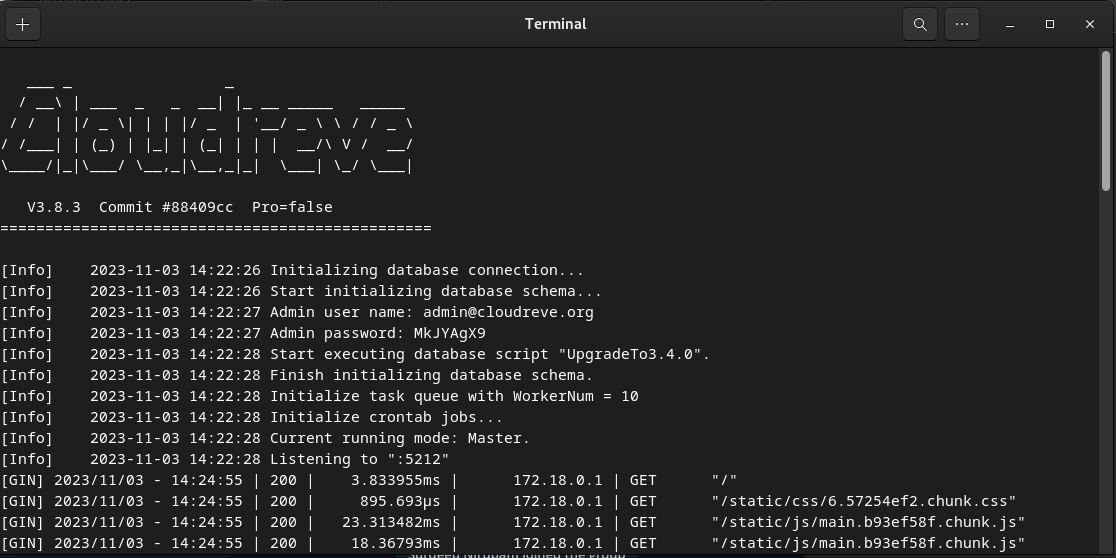 Terminal
   ___ _                 _
  / __\ | ___  _   _  __| |_ __ _____   _____
 / /  | |/ _ \| | | |/ _  | '__/ _ \ \ / / _ \
/ /___| | (_) | |_| | (_| | | |  __/\ V /  __/
\____/|_|\___/ \__,_|\__,_|_|  \___| \_/ \___|
V3.8.3  Commit #88409cc  Pro=false
================================================
[Info]    2023-11-03 14:22:26 Initializing database connection...
[Info]    2023-11-03 14:22:26 Start initializing database schema...
[Info]    2023-11-03 14:22:27 Admin user name: admin@cloudreve.org
[Info]    2023-11-03 14:22:27 Admin password: MkJYAgX9
[Info]    2023-11-03 14:22:28 Start executing database script "UpgradeTo3.4.0".
[Info]    2023-11-03 14:22:28 Finish initializing database schema.
[Info]    2023-11-03 14:22:28 Initialize task queue with WorkerNum = 10
[Info]    2023-11-03 14:22:28 Initialize crontab jobs...
[Info]    2023-11-03 14:22:28 Current running mode: Master.
[Info]    2023-11-03 14:22:28 Listening to ":5212"
[GIN] 2023/11/03 - 14:24:55 | 200 |    3.833955ms |      172.18.0.1 | GET      "/"
[GIN] 2023/11/03 - 14:24:55 | 200 |     895.693µs |      172.18.0.1 | GET      "/static/css/6.57254ef2.chunk.css"
[GIN] 2023/11/03 - 14:24:55 | 200 |   23.313482ms |      172.18.0.1 | GET      "/static/js/main.b93ef58f.chunk.js"
[GIN] 2023/11/03 - 14:24:55 | 200 |    18.36793ms |      172.18.0.1 | GET      "/static/js/main.b93ef58f.chunk.js"